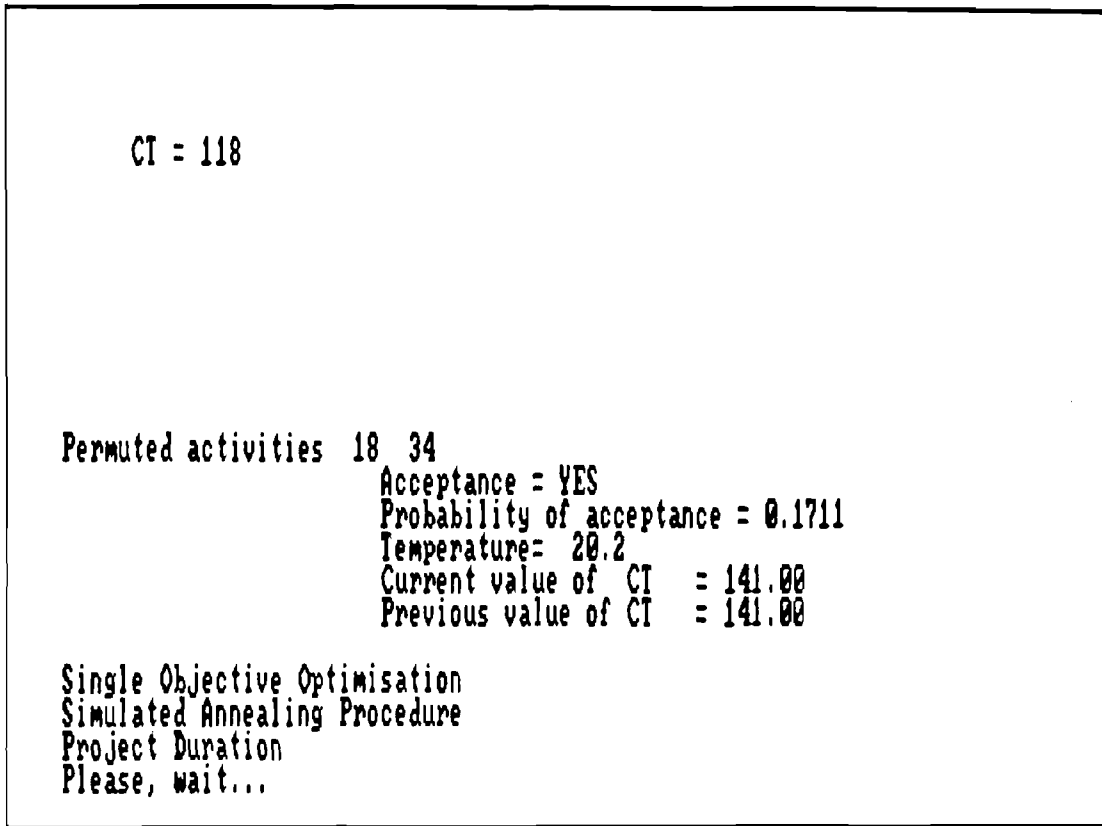 CT = 118
Permuted activities 18 34
Acceptance = YES
Probability of acceptance = 0.1711
Temperature= 20.2
Current value of CT = 141.00
Previous value of CT = 141.00
Single Objective Optimisation
Simulated Annealing Procedure
Project Duration
Please, wait...